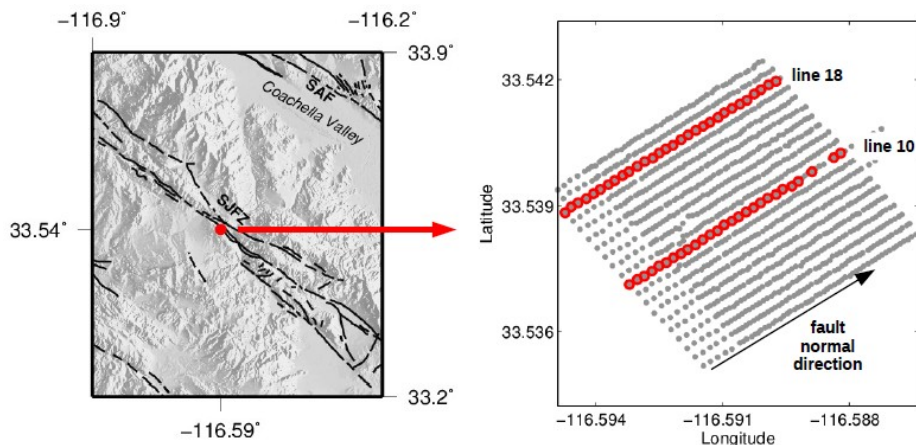 −116.9˚
−116.2˚
33.9˚
SAF
Coachella Valley
SJFZ
33.54˚
33.2˚
−116.59˚
33.542
33.539
33.536
Latitude
line 18
line 10
fault
normal
direction
−116.594
−116.591
−116.588
Longitude